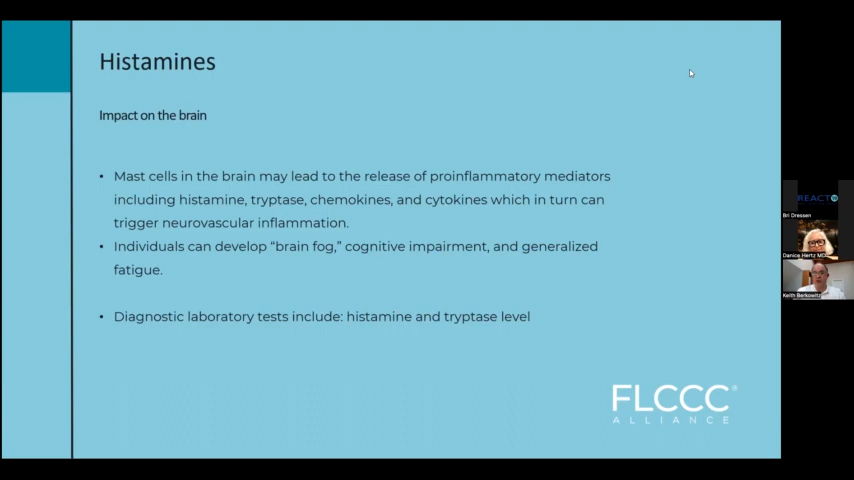 Histamines
Impact on the brain
• Mast cells in the brain may lead to the release of proinflammatory mediators
including histamine, tryptase, chemokines, and cytokines which in turn can
trigger neurovascular inflammation.
• Individuals can develop “brain fog,” cognitive impairment, and generalized
fatigue.
• Diagnostic laboratory tests include: histamine and tryptase level
FLCCC®
ALLIANCE
REACT19
Bri Dressen
Danice Hertz MD
Keith Berkowitz